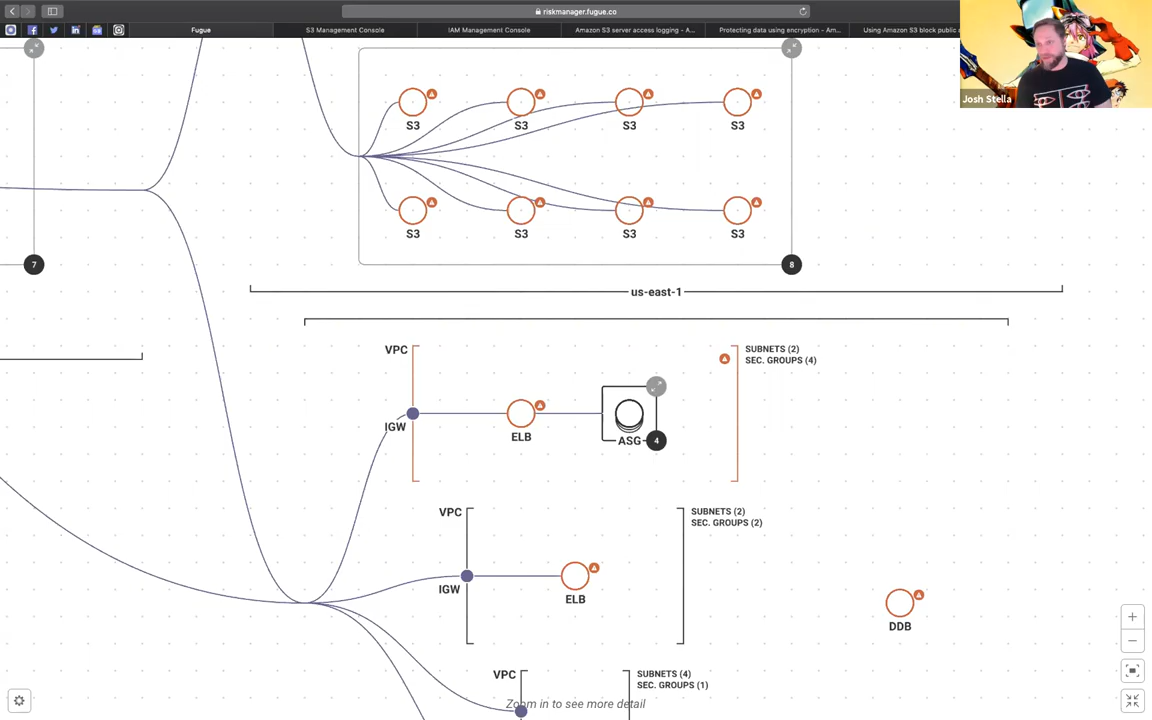 riskmanager.fugue.co
Fugue
S3 Management Console
IAM Management Console
Amazon S3 server access logging - A...
Protecting data using encryption - Am...
Using Amazon S3 block public
Josh Stella
S3
S3
S3
S3
S3
S3
S3
S3
7
8
us-east-1
VPC
SUBNETS (2)
SEC. GROUPS (4)
IGW
ELB
ASG
4
VPC
SUBNETS (2)
SEC. GROUPS (2)
IGW
ELB
DDB
VPC
SUBNETS (4)
SEC. GROUPS (1)
Zoom in to see more detail